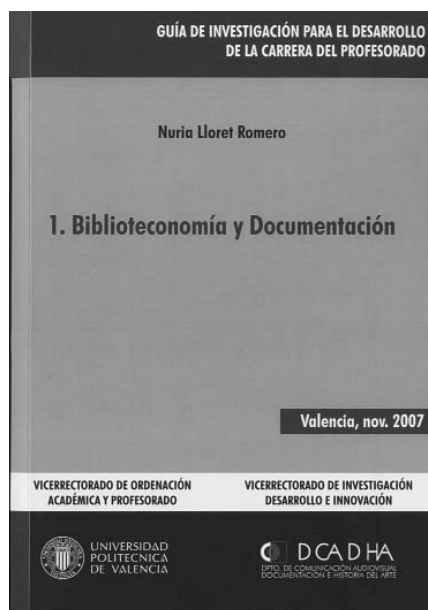 GUÍA DE INVESTIGACIÓN PARA EL DESARROLLO
DE LA CARRERA DEL PROFESORADO
Nuria Lloret Romero
1. Biblioteconomía y Documentación
Valencia, nov. 2007
VICERRECTORADO DE ORDENACIÓN
ACADÉMICA Y PROFESORADO
VICERRECTORADO DE INVESTIGACIÓN
DESARROLLO E INNOVACIÓN
UNIVERSIDAD
POLITECNICA
DE VALENCIA
DCADHA
DPTO. DE COMUNICACIÓN AUDIOVISUAL
DOCUMENTACIÓN E HISTORIA DEL ARTE